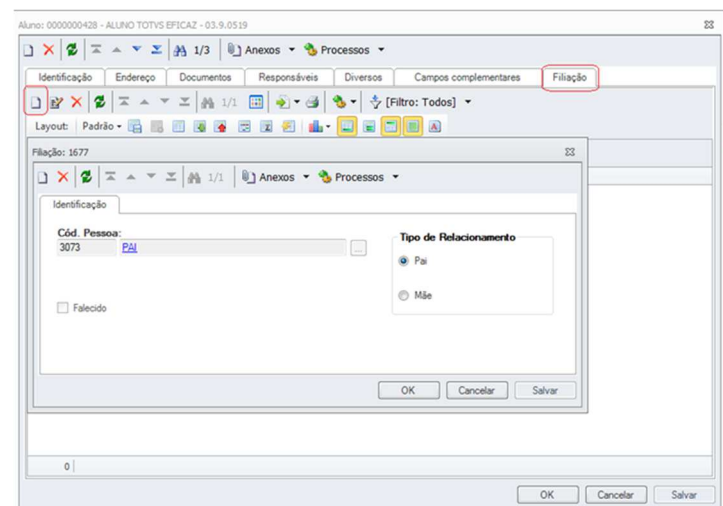 Aluno: 0000000428 - ALUNO TOTVS EFICAZ - 03.9.0519
1/3 Anexos Processos
Identificação Endereço Documentos Responsáveis Diversos Campos complementares Filiação
1/1 [Filtro: Todos]
Layout: Padrão
Filiação: 1677
1/1 Anexos Processos
Identificação
Cód. Pessoa: Tipo de Relacionamento
3073 PAI ...
Pai
Mãe
Falecido
OK Cancelar Salvar
0
OK Cancelar Salvar